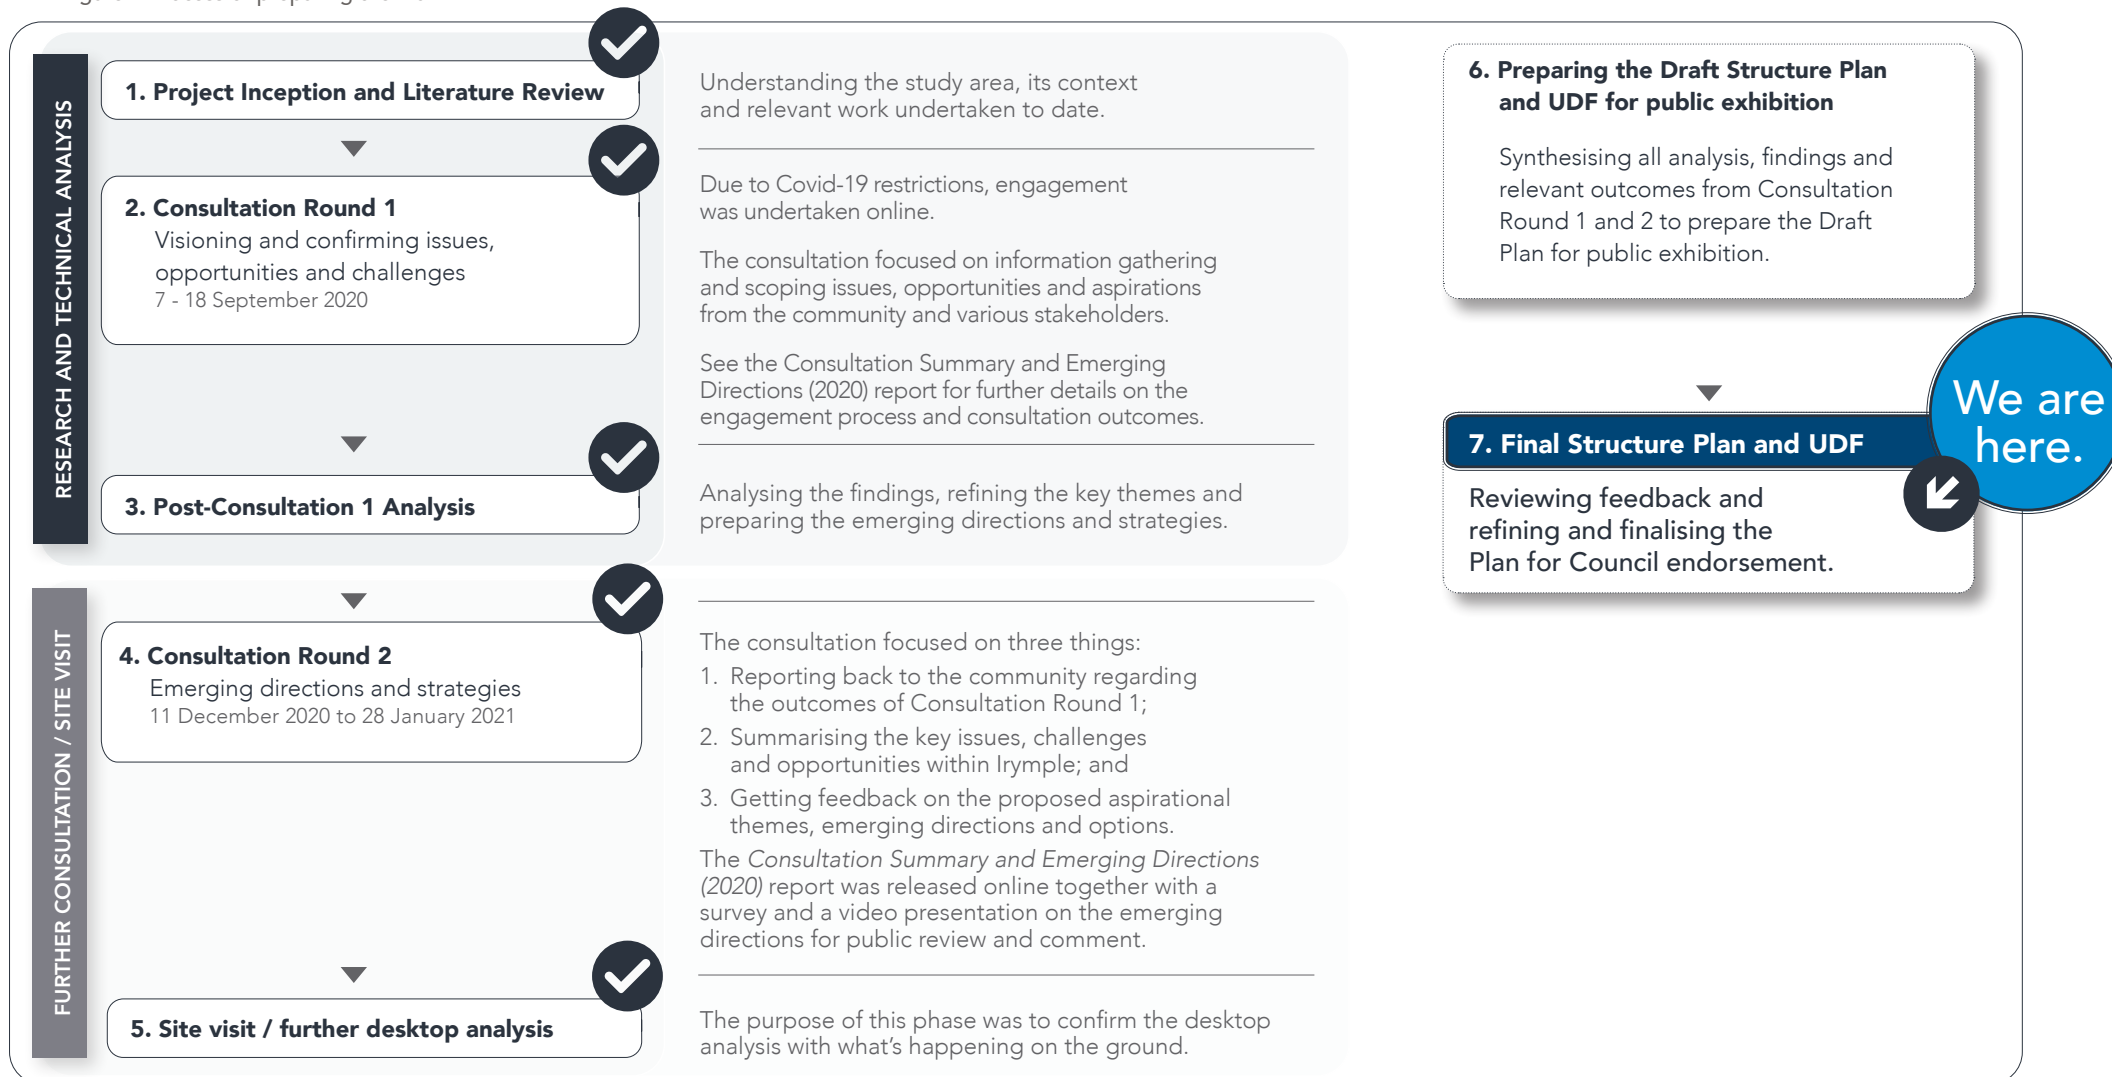 RESEARCH AND TECHNICAL ANALYSIS
1. Project Inception and Literature Review
Understanding the study area, its context
and relevant work undertaken to date.
2. Consultation Round 1
Visioning and confirming issues,
opportunities and challenges
7 - 18 September 2020
Due to Covid-19 restrictions, engagement
was undertaken online.
The consultation focused on information gathering
and scoping issues, opportunities and aspirations
from the community and various stakeholders.
See the Consultation Summary and Emerging
Directions (2020) report for further details on the
engagement process and consultation outcomes.
3. Post-Consultation 1 Analysis
Analysing the findings, refining the key themes and
preparing the emerging directions and strategies.
FURTHER CONSULTATION / SITE VISIT
4. Consultation Round 2
Emerging directions and strategies
11 December 2020 to 28 January 2021
The consultation focused on three things:
1. Reporting back to the community regarding
the outcomes of Consultation Round 1;
2. Summarising the key issues, challenges
and opportunities within Irymple; and
3. Getting feedback on the proposed aspirational
themes, emerging directions and options.
The Consultation Summary and Emerging Directions
(2020) report was released online together with a
survey and a video presentation on the emerging
directions for public review and comment.
5. Site visit / further desktop analysis
The purpose of this phase was to confirm the desktop
analysis with what's happening on the ground.
6. Preparing the Draft Structure Plan
and UDF for public exhibition
Synthesising all analysis, findings and
relevant outcomes from Consultation
Round 1 and 2 to prepare the Draft
Plan for public exhibition.
7. Final Structure Plan and UDF
Reviewing feedback and
refining and finalising the
Plan for Council endorsement.
We are
here.